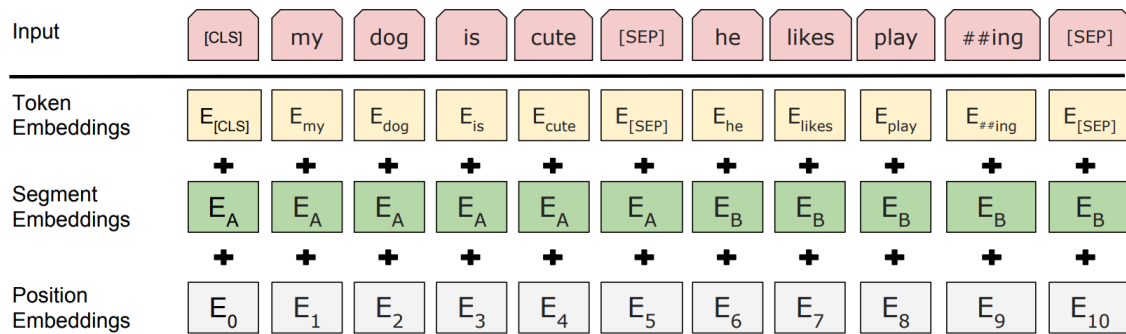 Input [CLS] my dog is cute [SEP] he likes play ##ing [SEP]
Token Embeddings E[CLS] Emy Edog Eis Ecute E[SEP] Ehe Elikes Eplay E##ing E[SEP]
+ + + + + + + + + + +
Segment Embeddings EA EA EA EA EA EA EB EB EB EB EB
+ + + + + + + + + + +
Position Embeddings E0 E1 E2 E3 E4 E5 E6 E7 E8 E9 E10